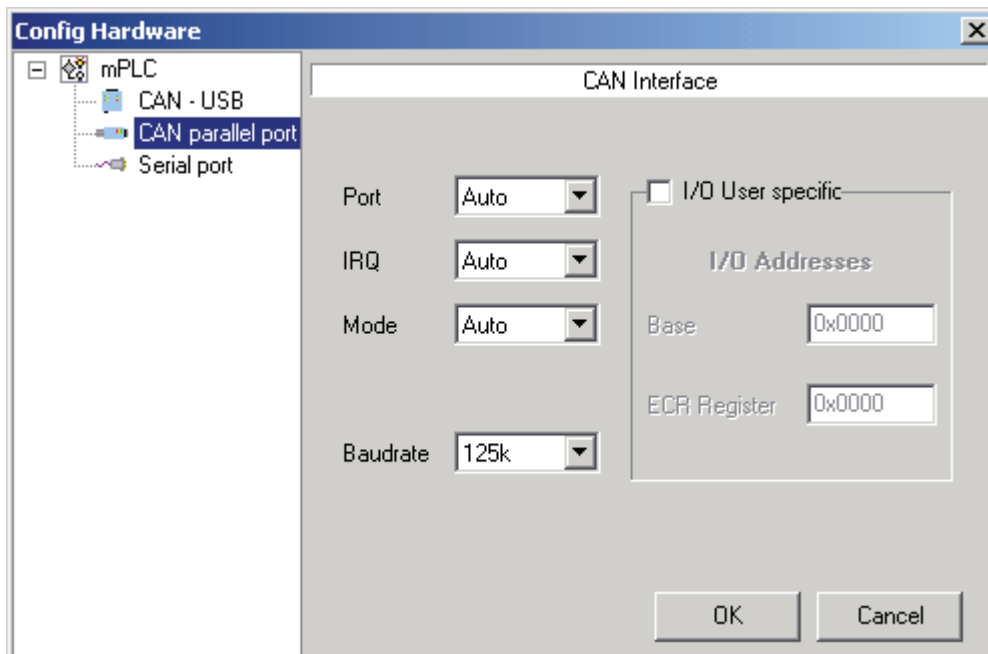 Config Hardware
mPLC
CAN - USB
CAN parallel port
Serial port
CAN Interface
Port Auto
IRQ Auto
Mode Auto
Baudrate 125k
I/O User specific
I/O Addresses
Base 0x0000
ECR Register 0x0000
OK Cancel